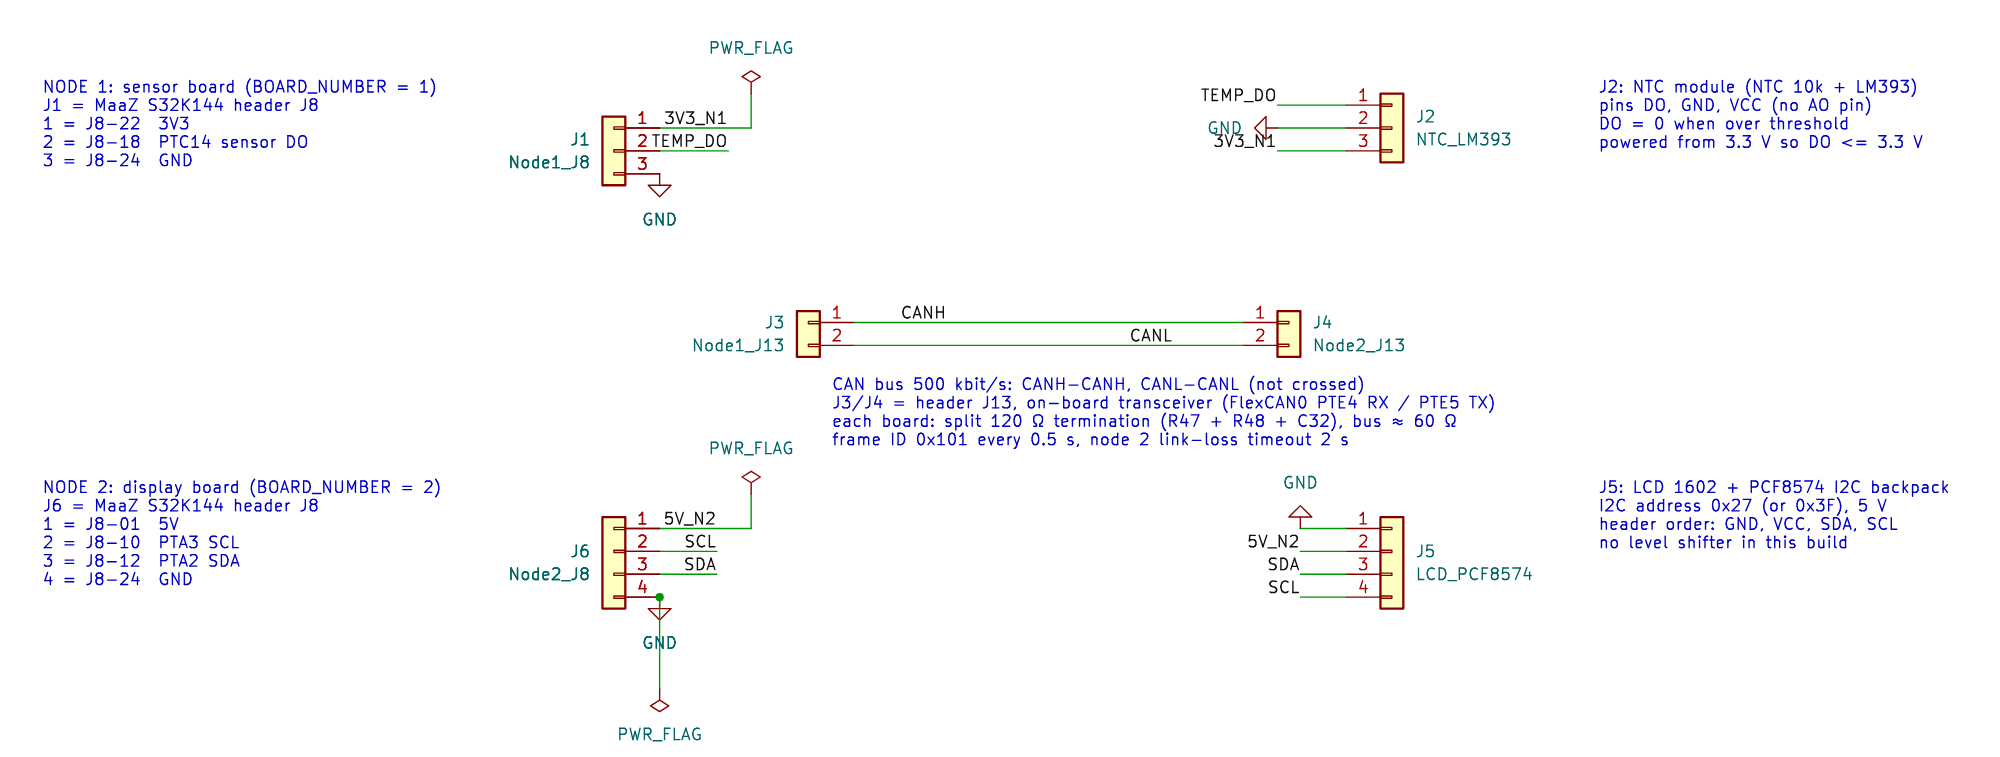 PWR_FLAG
NODE 1: sensor board (BOARD_NUMBER = 1)
J1 = MaaZ S32K144 header J8
1 = J8-22  3V3
2 = J8-18  PTC14 sensor DO
3 = J8-24  GND
J1
Node1_J8
1
2
3
3V3_N1
TEMP_DO
GND
TEMP_DO
GND
3V3_N1
1
2
3
J2
NTC_LM393
J2: NTC module (NTC 10k + LM393)
pins DO, GND, VCC (no AO pin)
DO = 0 when over threshold
powered from 3.3 V so DO <= 3.3 V
J3
Node1_J13
1
2
CANH
CANL
1
2
J4
Node2_J13
CAN bus 500 kbit/s: CANH-CANH, CANL-CANL (not crossed)
J3/J4 = header J13, on-board transceiver (FlexCAN0 PTE4 RX / PTE5 TX)
each board: split 120 Ω termination (R47 + R48 + C32), bus ≈ 60 Ω
frame ID 0x101 every 0.5 s, node 2 link-loss timeout 2 s
PWR_FLAG
NODE 2: display board (BOARD_NUMBER = 2)
J6 = MaaZ S32K144 header J8
1 = J8-01  5V
2 = J8-10  PTA3 SCL
3 = J8-12  PTA2 SDA
4 = J8-24  GND
J6
Node2_J8
1
2
3
4
5V_N2
SCL
SDA
GND
PWR_FLAG
GND
5V_N2
SDA
SCL
1
2
3
4
J5
LCD_PCF8574
J5: LCD 1602 + PCF8574 I2C backpack
I2C address 0x27 (or 0x3F), 5 V
header order: GND, VCC, SDA, SCL
no level shifter in this build